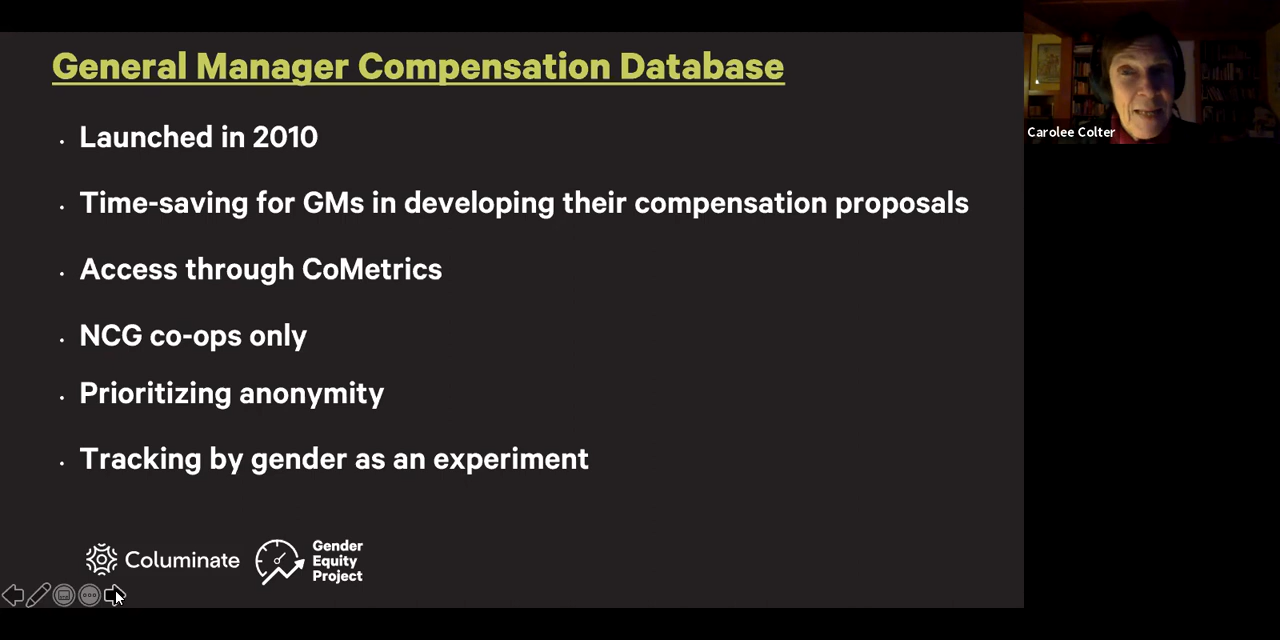 General Manager Compensation Database
Carolee Colter
• Launched in 2010
• Time-saving for GMs in developing their compensation proposals
• Access through CoMetrics
• NCG co-ops only
• Prioritizing anonymity
• Tracking by gender as an experiment
Columinate
Gender
Equity
Project